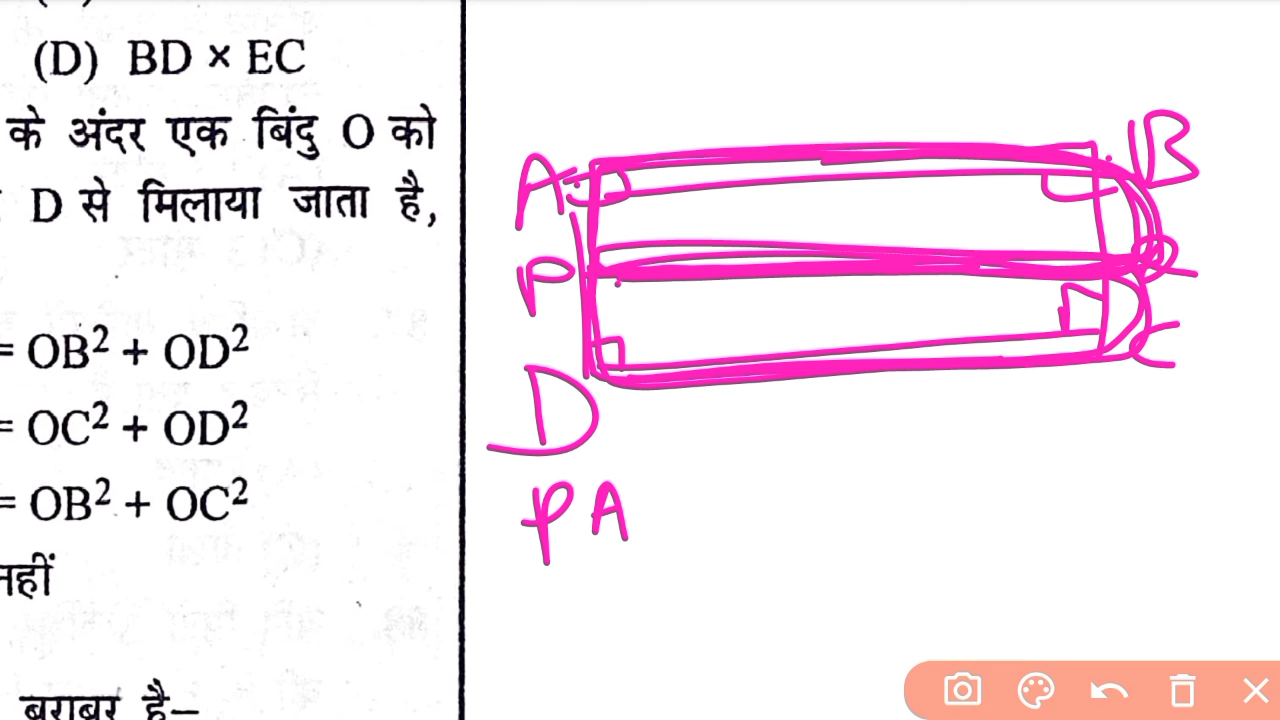 (D) BD × EC
के अंदर एक बिंदु O को
D से मिलाया जाता है,
= OB² + OD²
= OC² + OD²
= OB² + OC²
नहीं
बराबर है–
A
B
P
Q
D
C
PA